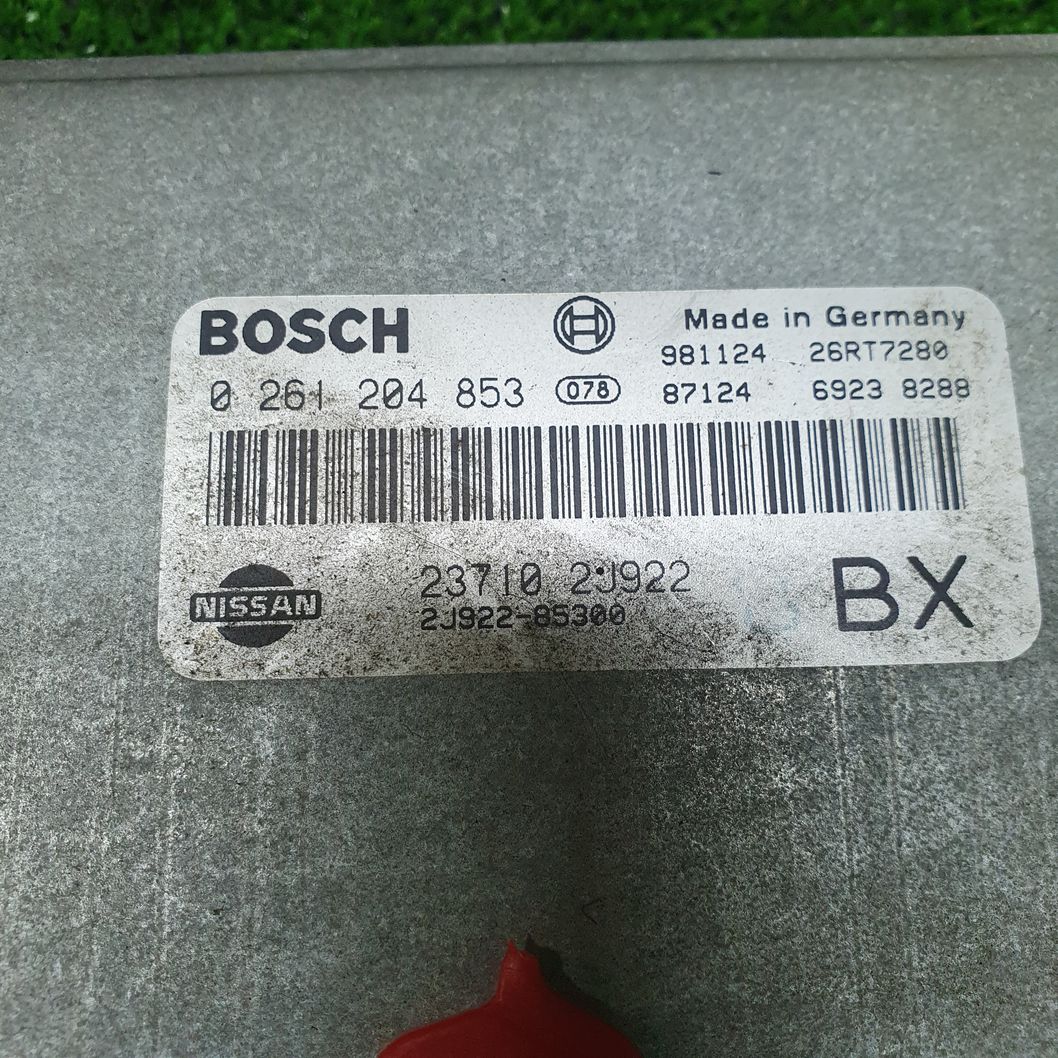 BOSCH Made in Germany
981124 26RT7280
0 261 204 853 078 87124 6923 8288
NISSAN 23710 2J922 BX
2J922-85300